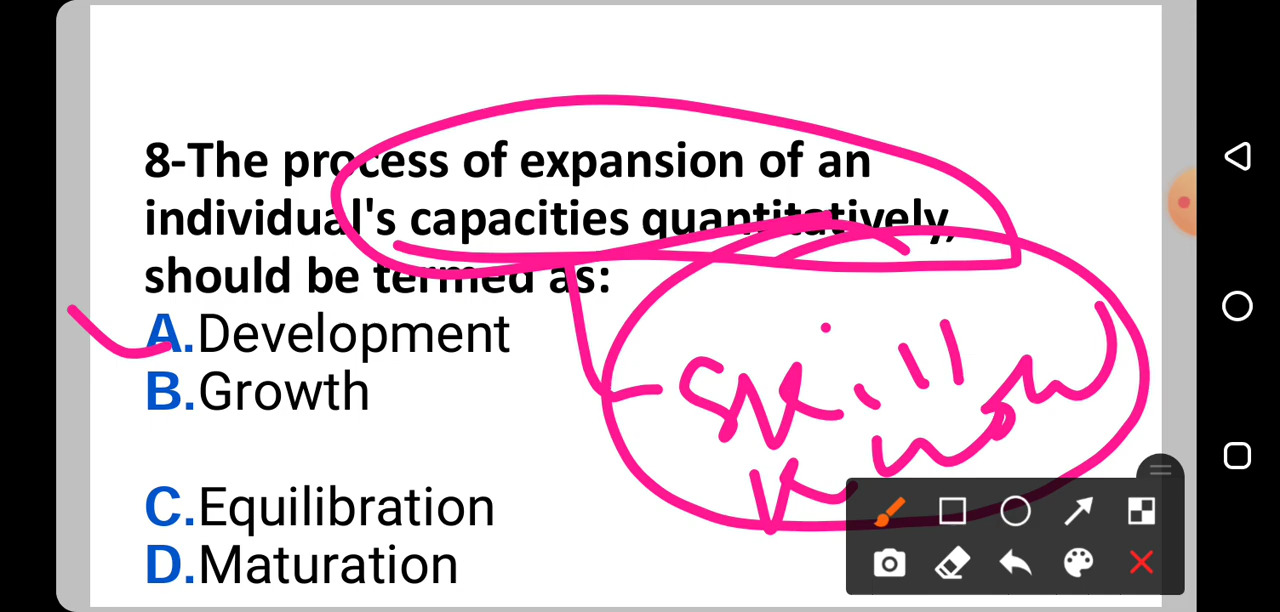 8-The process of expansion of an
individual's capacities quantitatively,
should be termed as:
A.Development
B.Growth
skill
know
C.Equilibration
D.Maturation